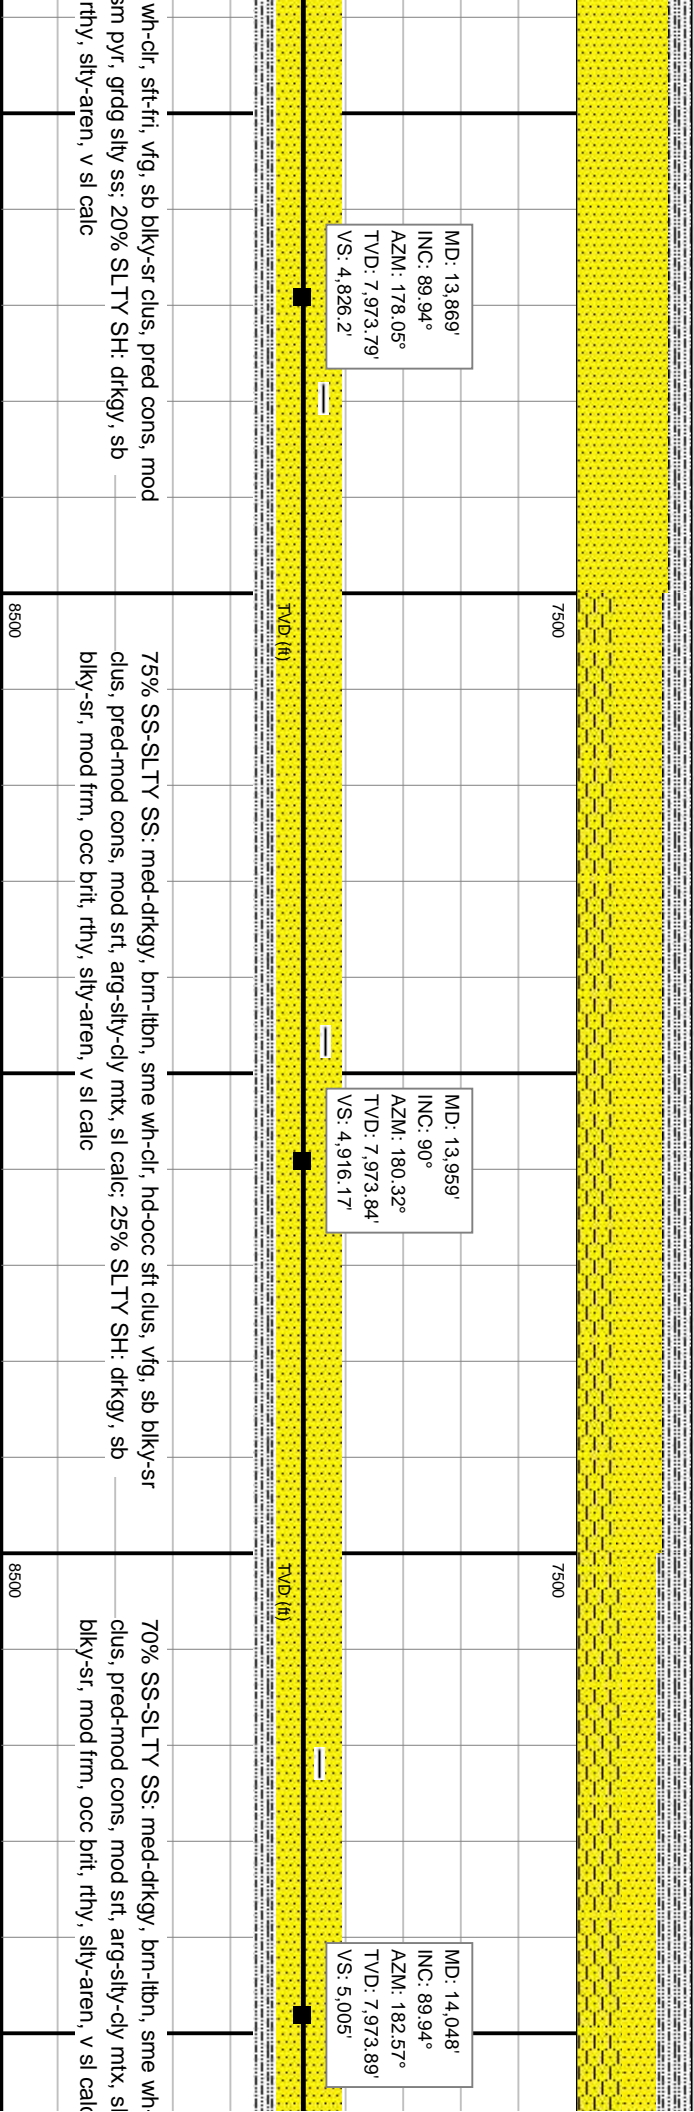 MD: 13,869'
INC: 89.94°
AZM: 178.05°
TVD: 7,973.79'
VS: 4,826.2'
wh-clr, sft-fri, vfg, sb blky-sr clus, pred cons, mod
sm pyr, grdg slty ss; 20% SLTY SH: drkgy, sb
rthy, slty-aren, v sl calc
7500
TVD (ft)
8500
MD: 13,959'
INC: 90°
AZM: 180.32°
TVD: 7,973.84'
VS: 4,916.17'
75% SS-SLTY SS: med-drkgy, brn-ltbn, sme wh-clr, hd-occ sft clus, vfg, sb blky-sr
clus, pred-mod cons, mod srt, arg-slty-cly mtx, sl calc; 25% SLTY SH: drkgy, sb
blky-sr, mod frm, occ brit, rthy, slty-aren, v sl calc
7500
TVD (ft)
8500
MD: 14,048'
INC: 89.94°
AZM: 182.57°
TVD: 7,973.89'
VS: 5,005'
70% SS-SLTY SS: med-drkgy, brn-ltbn, sme wh-
clus, pred-mod cons, mod srt, arg-slty-cly mtx, sl
blky-sr, mod frm, occ brit, rthy, slty-aren, v sl calc